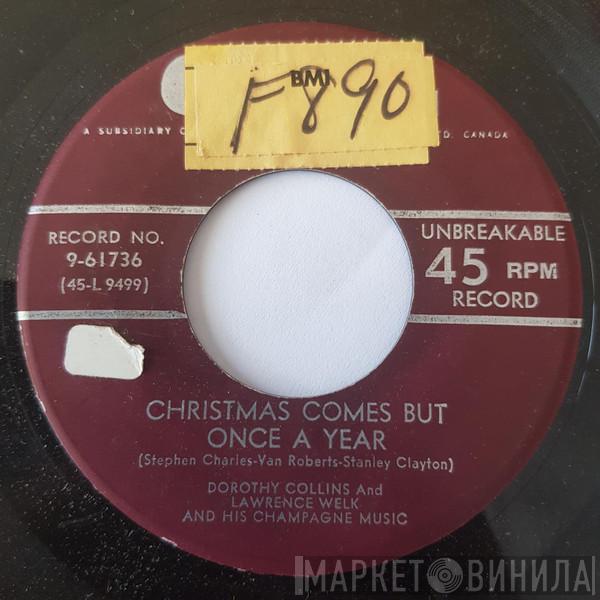 BMI
F890
A SUBSIDIARY
TD. CANADA
RECORD NO.
9-61736
(45-L 9499)
UNBREAKABLE
45 RPM
RECORD
CHRISTMAS COMES BUT
ONCE A YEAR
(Stephen Charles-Van Roberts-Stanley Clayton)
DOROTHY COLLINS And
LAWRENCE WELK
AND HIS CHAMPAGNE MUSIC
МАРКЕТ ВИНИЛА